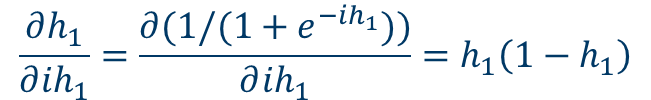 ∂h₁/∂ih₁ = ∂(1/(1 + e^(−ih₁)))/∂ih₁ = h₁(1 − h₁)